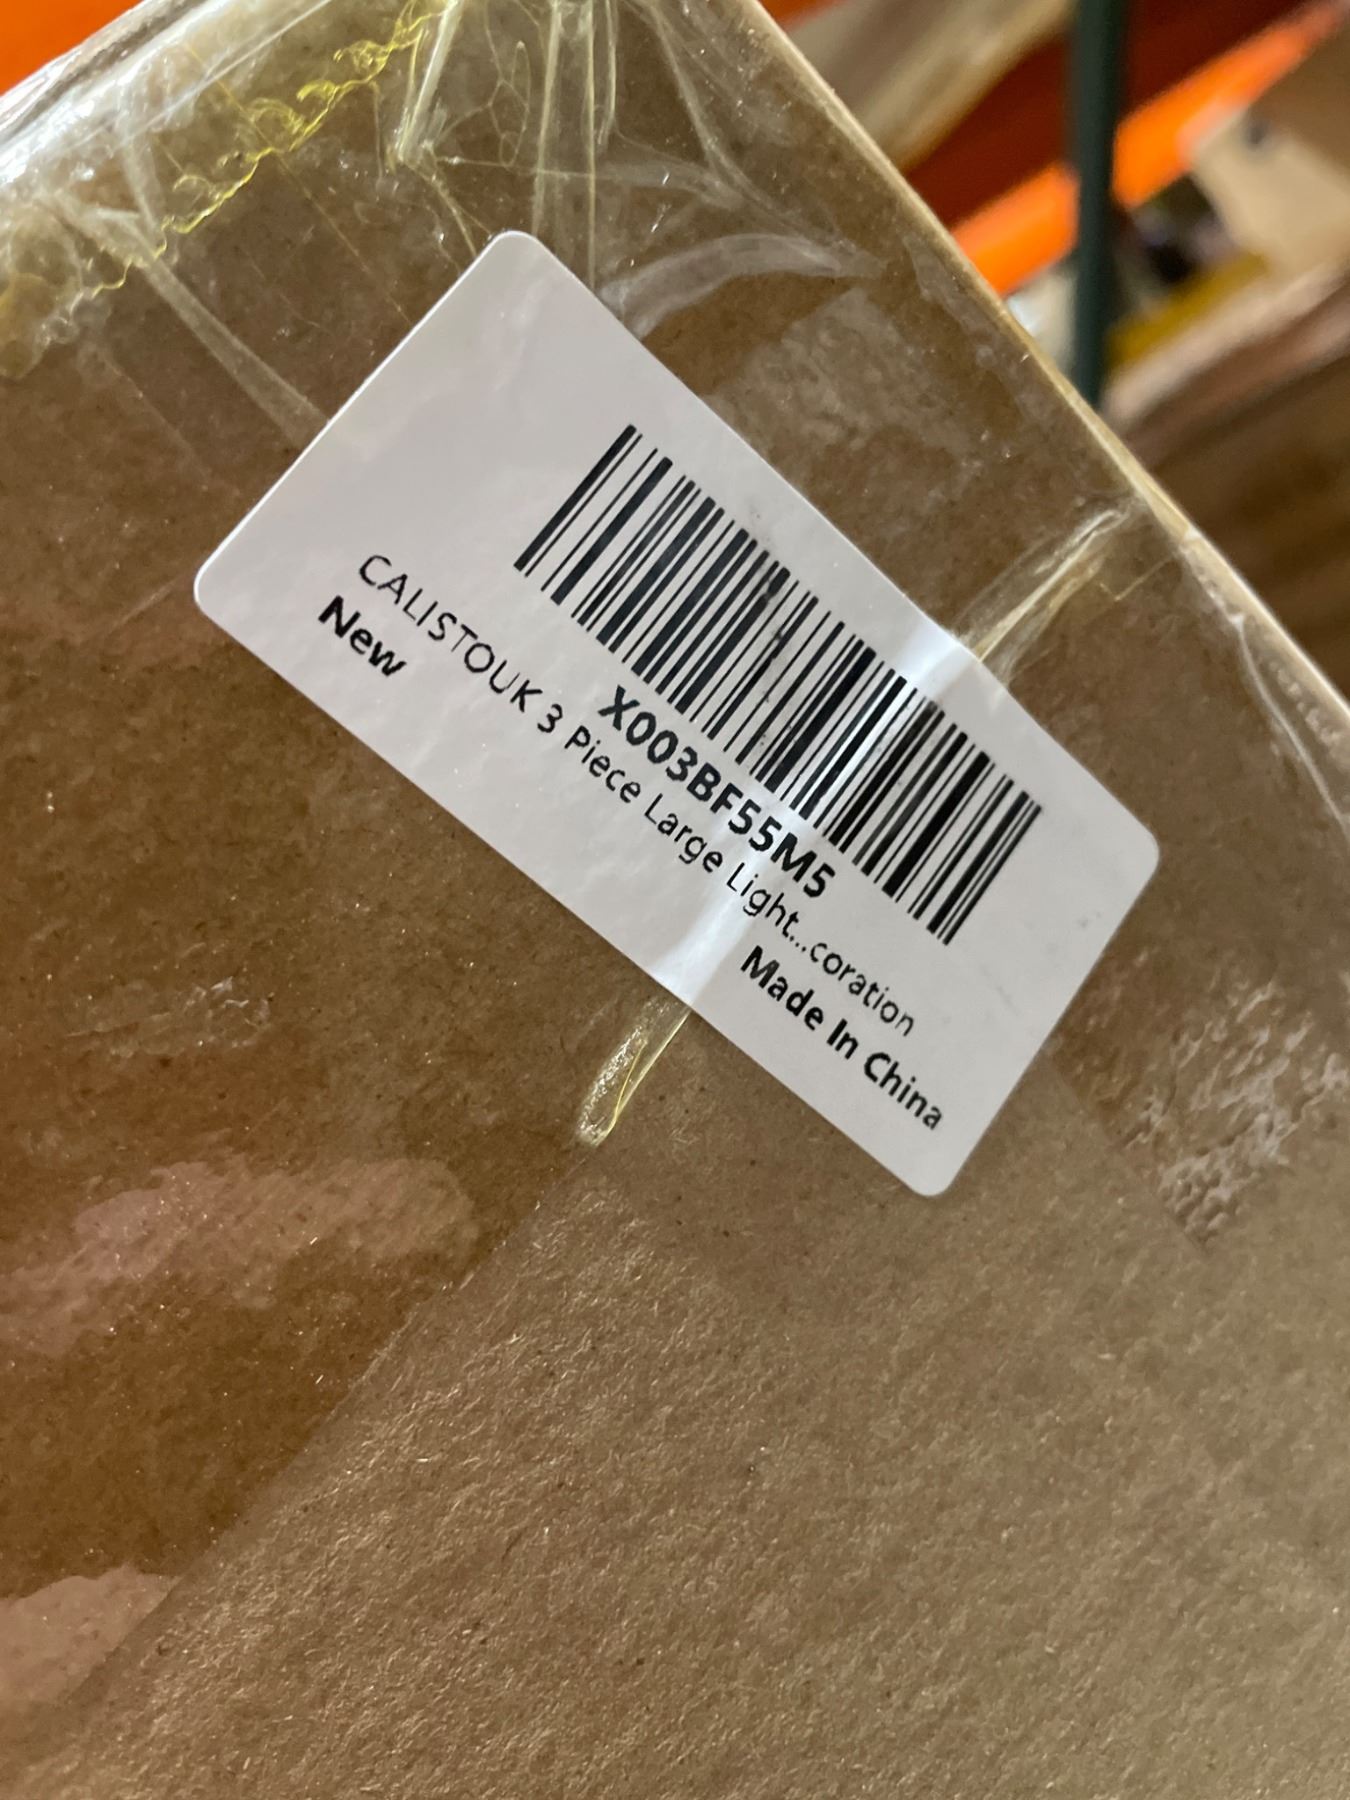 X003BF55M5
CALISTOUK 3 Piece Large Light...coration
New
Made In China